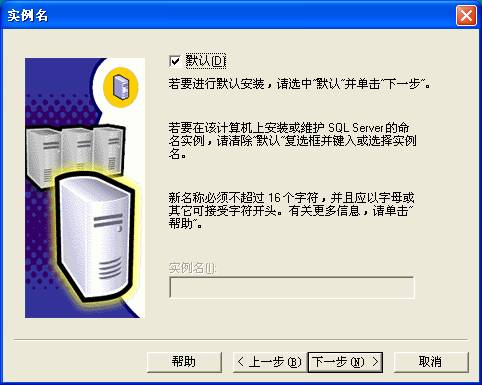 实例名
默认(D)
若要进行默认安装，请选中"默认"并单击"下一步"。
若要在该计算机上安装或维护 SQL Server的命
名实例，请清除"默认"复选框并键入或选择实例
名。
新名称必须不超过 16 个字符，并且应以字母或
其它可接受字符开头。有关更多信息，请单击"
帮助"。
实例名(I):
帮助 < 上一步(B) 下一步(N) > 取消